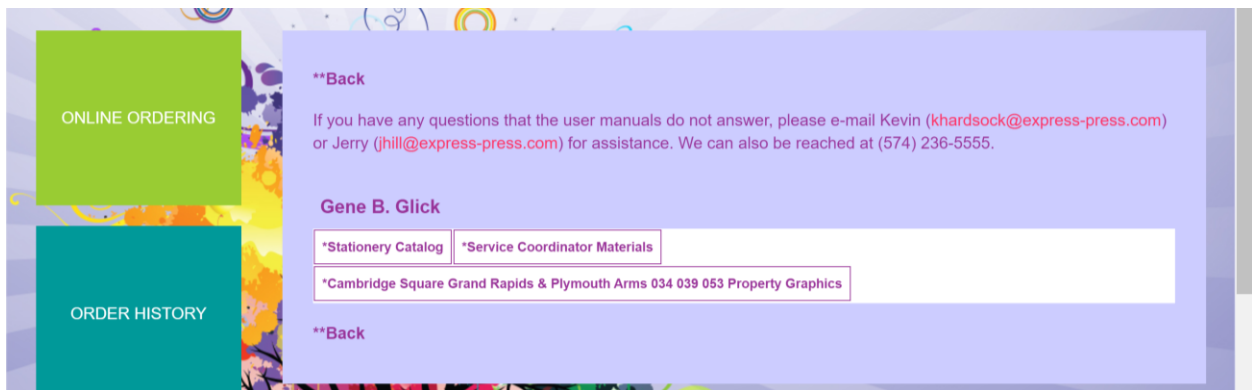 ONLINE ORDERING
ORDER HISTORY
**Back
If you have any questions that the user manuals do not answer, please e-mail Kevin (khardsock@express-press.com)
or Jerry (jhill@express-press.com) for assistance. We can also be reached at (574) 236-5555.
Gene B. Glick
*Stationery Catalog *Service Coordinator Materials
*Cambridge Square Grand Rapids & Plymouth Arms 034 039 053 Property Graphics
**Back